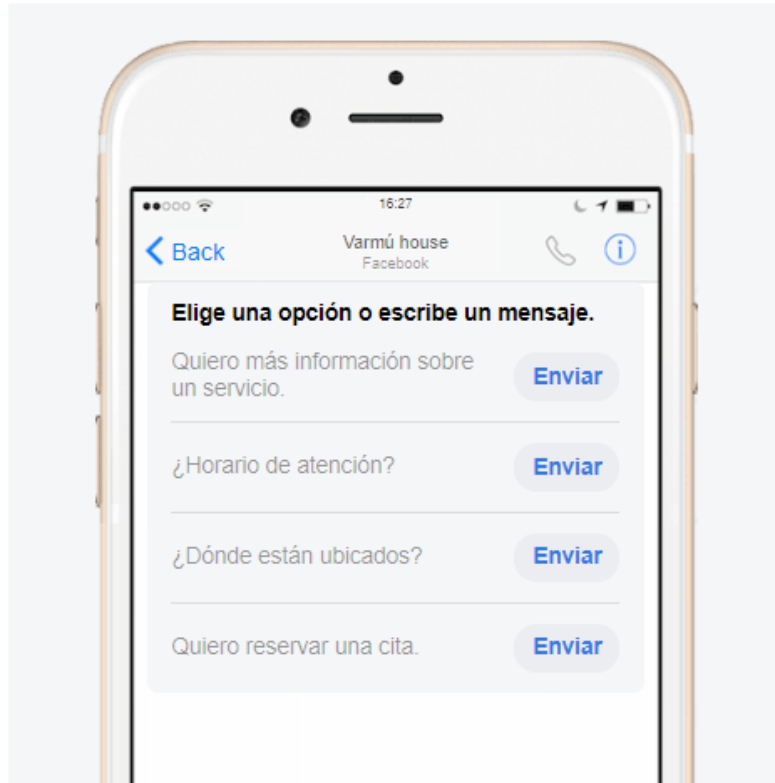 16:27
Back
Varmú house
Facebook
Elige una opción o escribe un mensaje.
Quiero más información sobre
un servicio.
Enviar
¿Horario de atención?
Enviar
¿Dónde están ubicados?
Enviar
Quiero reservar una cita.
Enviar